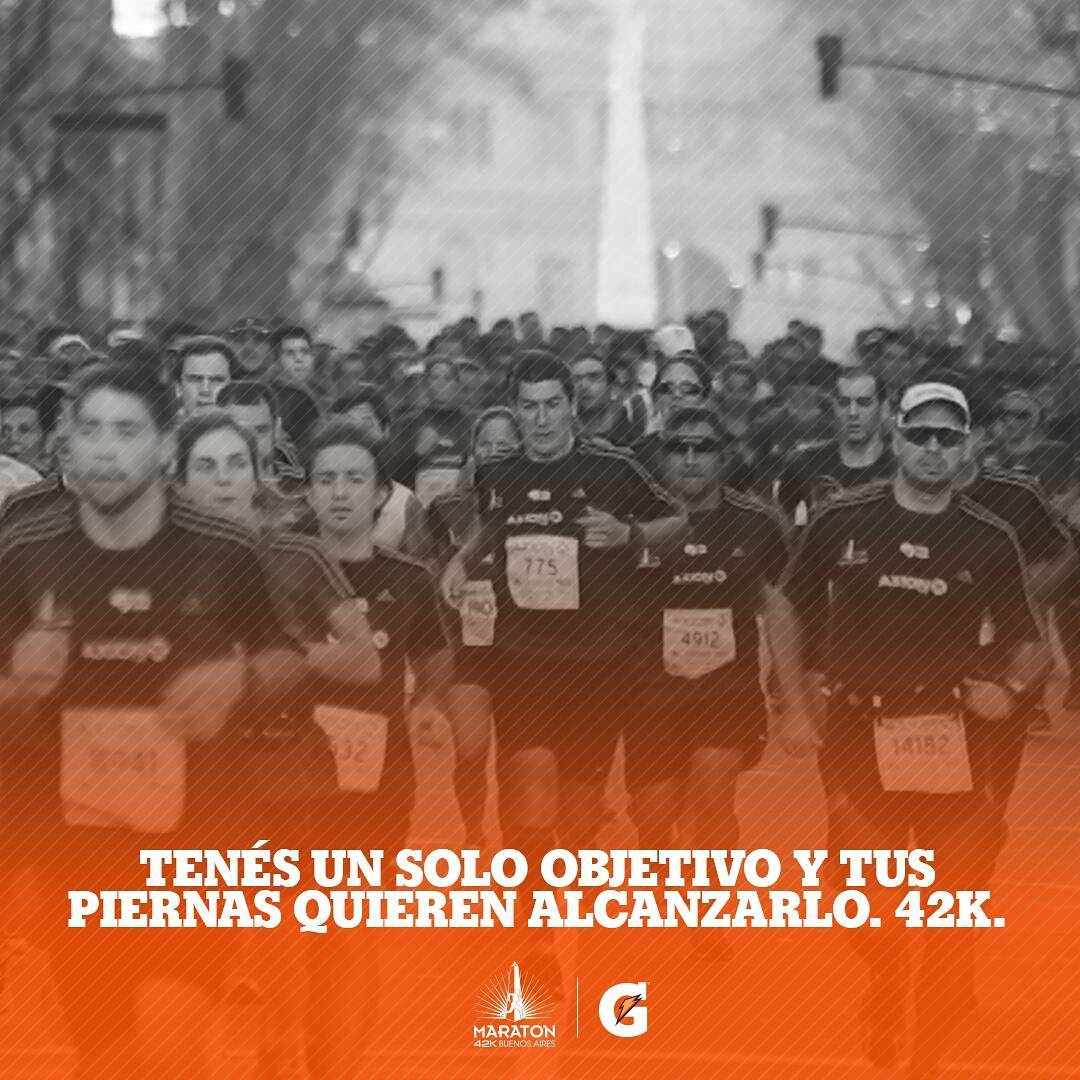 775
4912
14182
TENÉS UN SOLO OBJETIVO Y TUS
PIERNAS QUIEREN ALCANZARLO. 42K.
MARATON
42K BUENOS AIRES
G